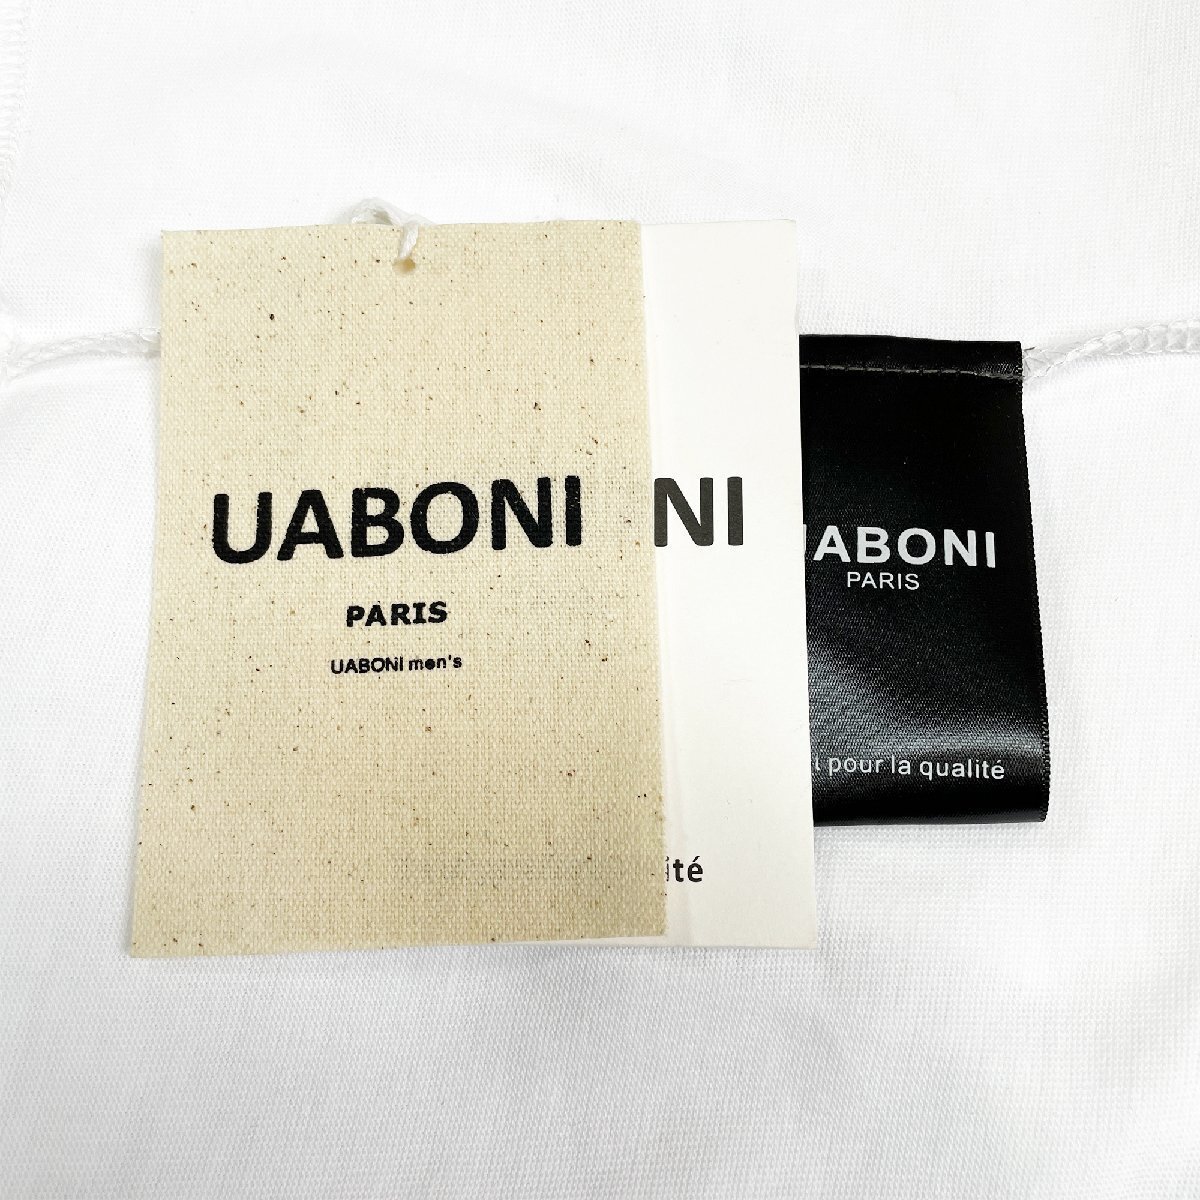 UABONI
PARIS
UABONI men's
NI
ité
UABONI
PARIS
pour la qualité